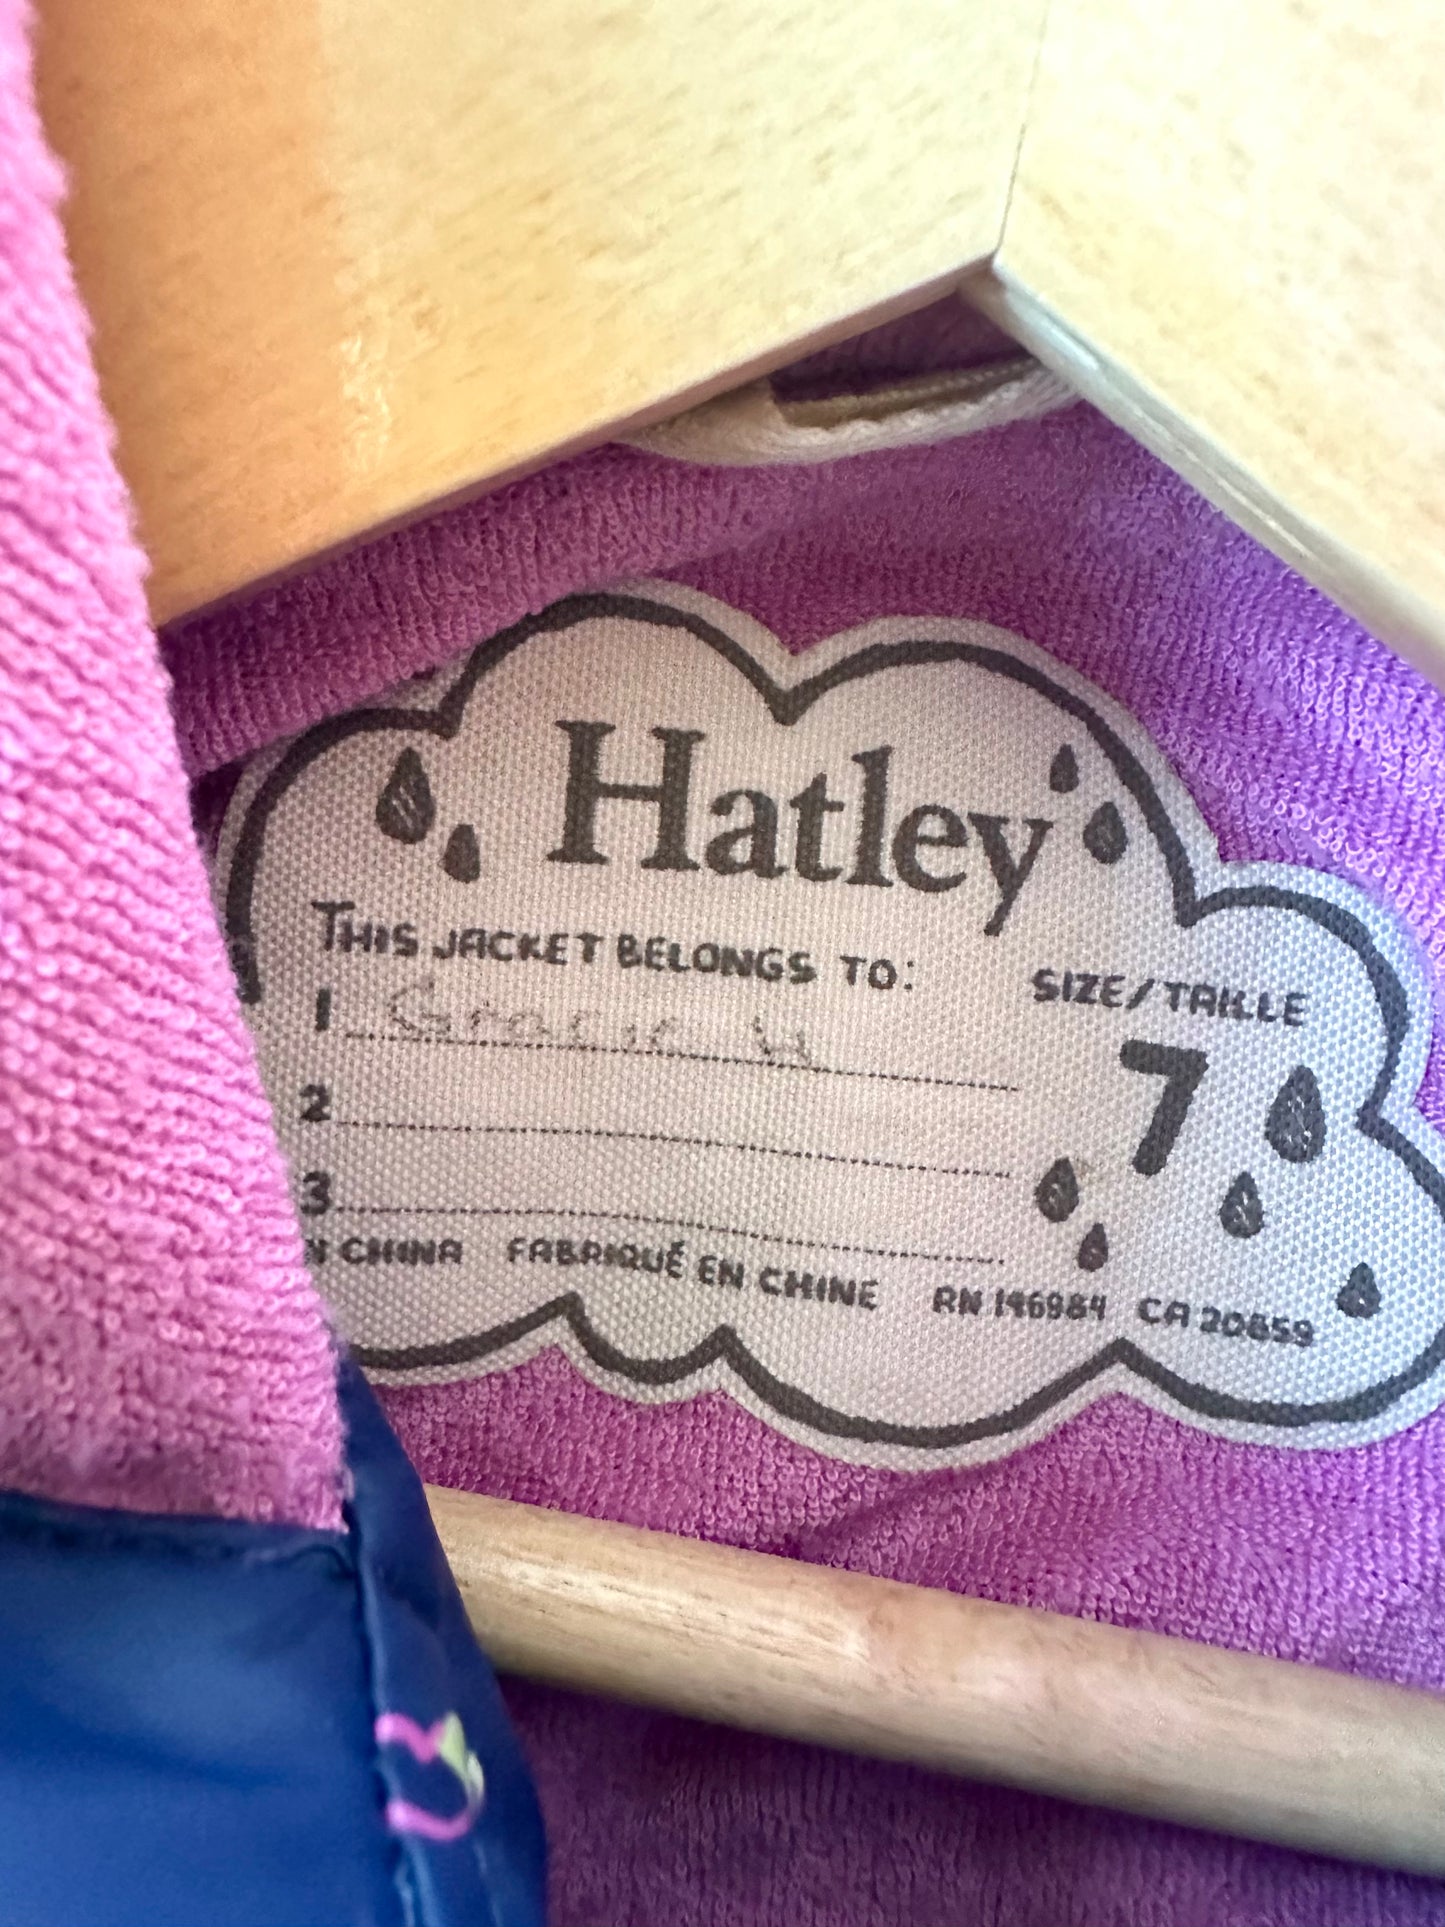 Hatley
THIS JACKET BELONGS TO:
SIZE/TAILLE
7
1 Gracie H
2
3
N CHINA FABRIQUÉ EN CHINE RN 146984 CA 20859